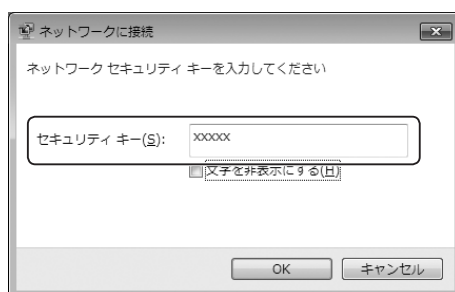 ネットワークに接続
ネットワーク セキュリティ キーを入力してください
セキュリティ キー(S): xxxxx
文字を非表示にする(H)
OK キャンセル